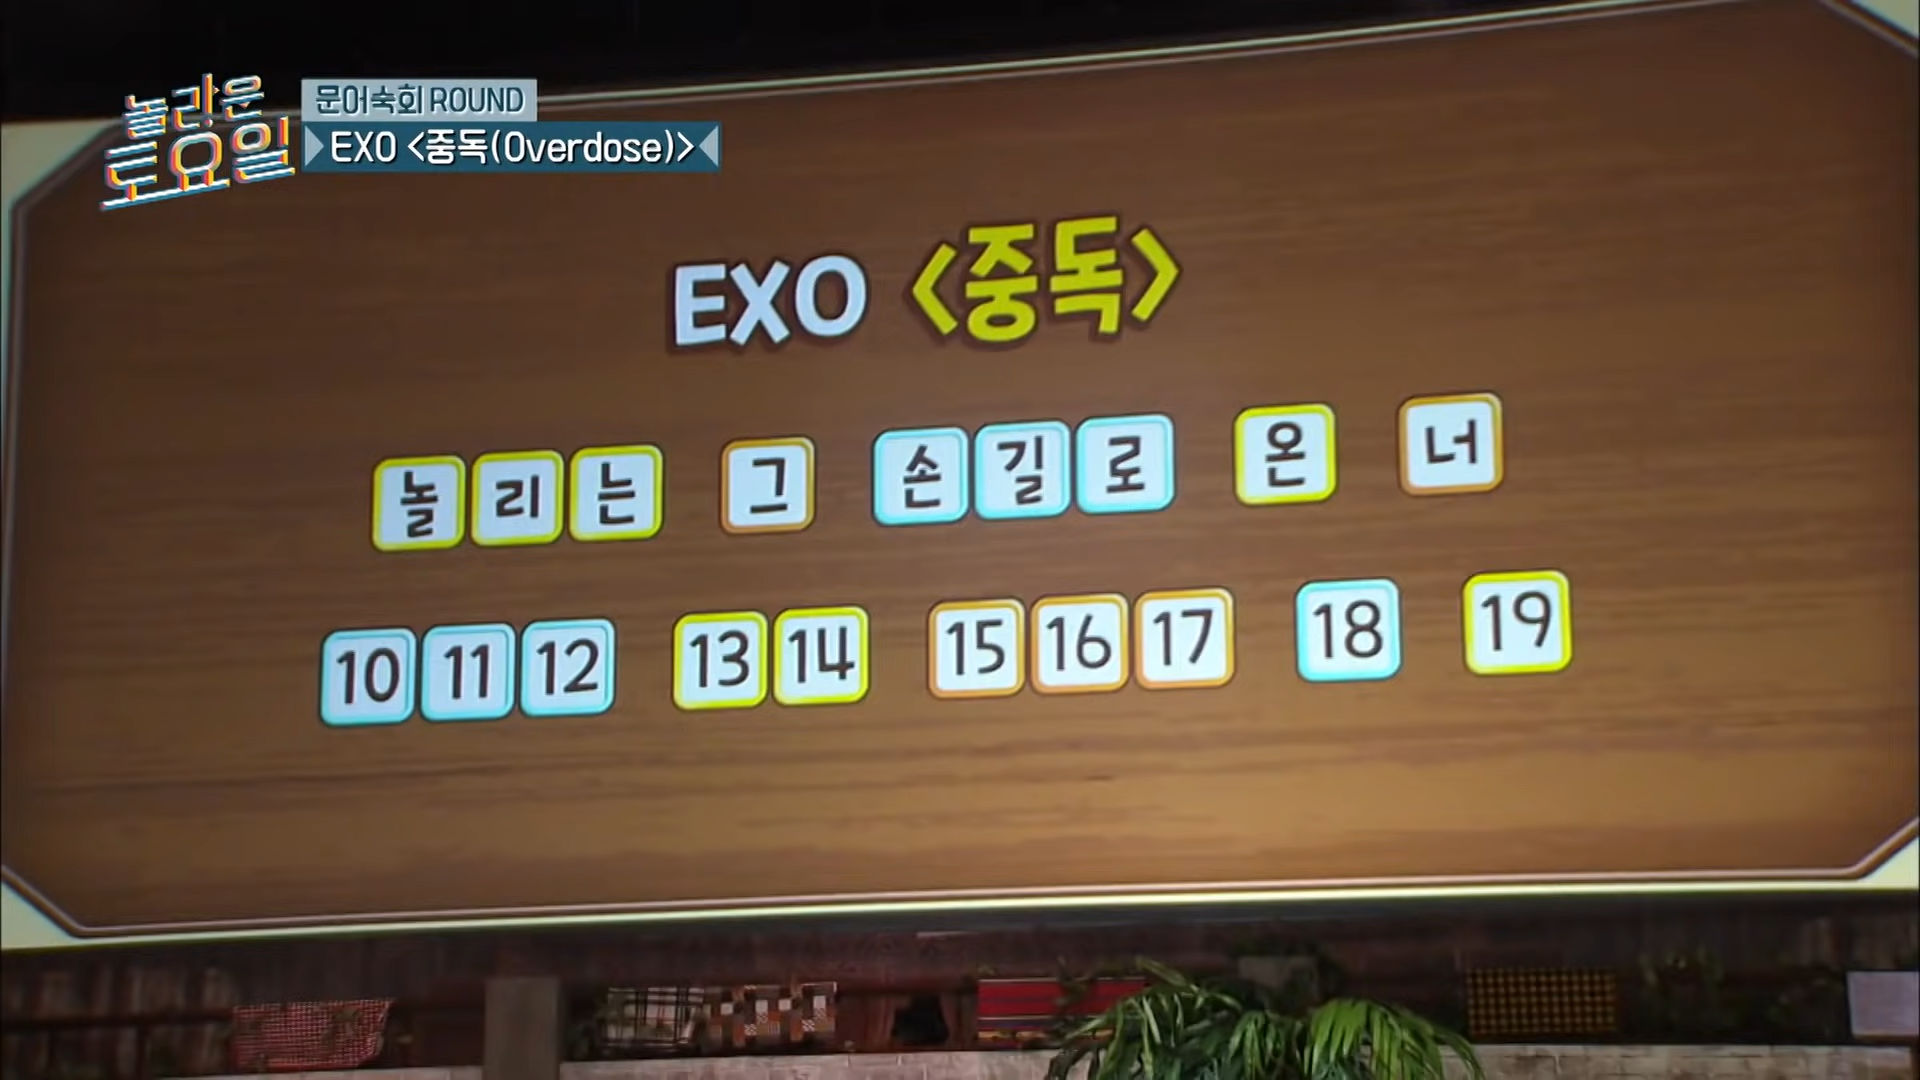 놀라운
토요일
문어숙회 ROUND
EXO <중독(Overdose)>
EXO <중독>
놀리는 그 손길로 온 너
10 11 12 13 14 15 16 17 18 19